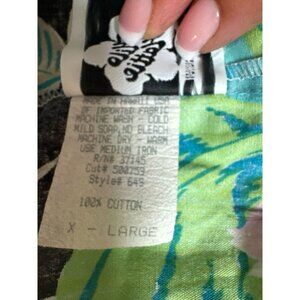 MADE IN HAWAII USA
OF IMPORTED FABRIC
MACHINE WASH - COLD
MILD SOAP, NO BLEACH
MACHINE DRY - WARM
USE MEDIUM IRON
R/N# 37145
Cut# 500259
Style# 649
100% CUTTON
X - LARGE